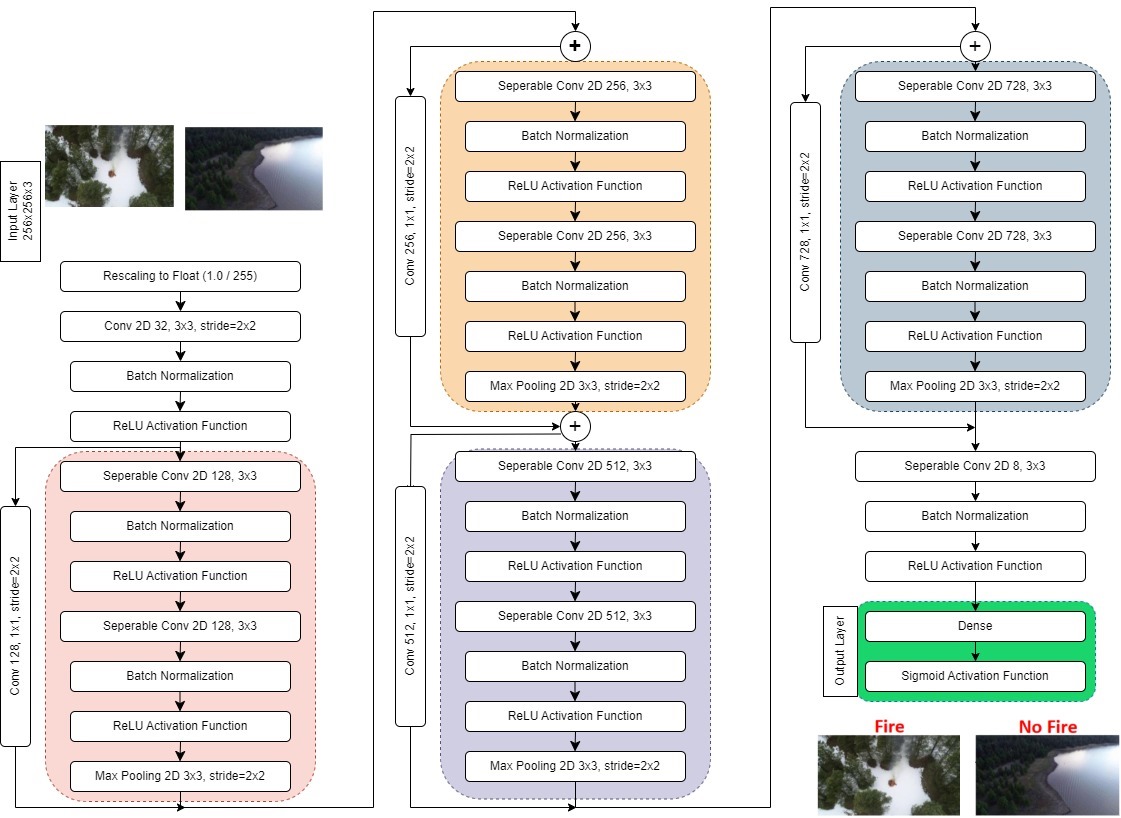 Input Layer
256x256x3
Rescaling to Float (1.0 / 255)
Conv 2D 32, 3x3, stride=2x2
Batch Normalization
ReLU Activation Function
Conv 128, 1x1, stride=2x2
Seperable Conv 2D 128, 3x3
Batch Normalization
ReLU Activation Function
Seperable Conv 2D 128, 3x3
Batch Normalization
ReLU Activation Function
Max Pooling 2D 3x3, stride=2x2
+
Conv 256, 1x1, stride=2x2
Seperable Conv 2D 256, 3x3
Batch Normalization
ReLU Activation Function
Seperable Conv 2D 256, 3x3
Batch Normalization
ReLU Activation Function
Max Pooling 2D 3x3, stride=2x2
+
Conv 512, 1x1, stride=2x2
Seperable Conv 2D 512, 3x3
Batch Normalization
ReLU Activation Function
Seperable Conv 2D 512, 3x3
Batch Normalization
ReLU Activation Function
Max Pooling 2D 3x3, stride=2x2
+
Conv 728, 1x1, stride=2x2
Seperable Conv 2D 728, 3x3
Batch Normalization
ReLU Activation Function
Seperable Conv 2D 728, 3x3
Batch Normalization
ReLU Activation Function
Max Pooling 2D 3x3, stride=2x2
Seperable Conv 2D 8, 3x3
Batch Normalization
ReLU Activation Function
Output Layer
Dense
Sigmoid Activation Function
Fire
No Fire